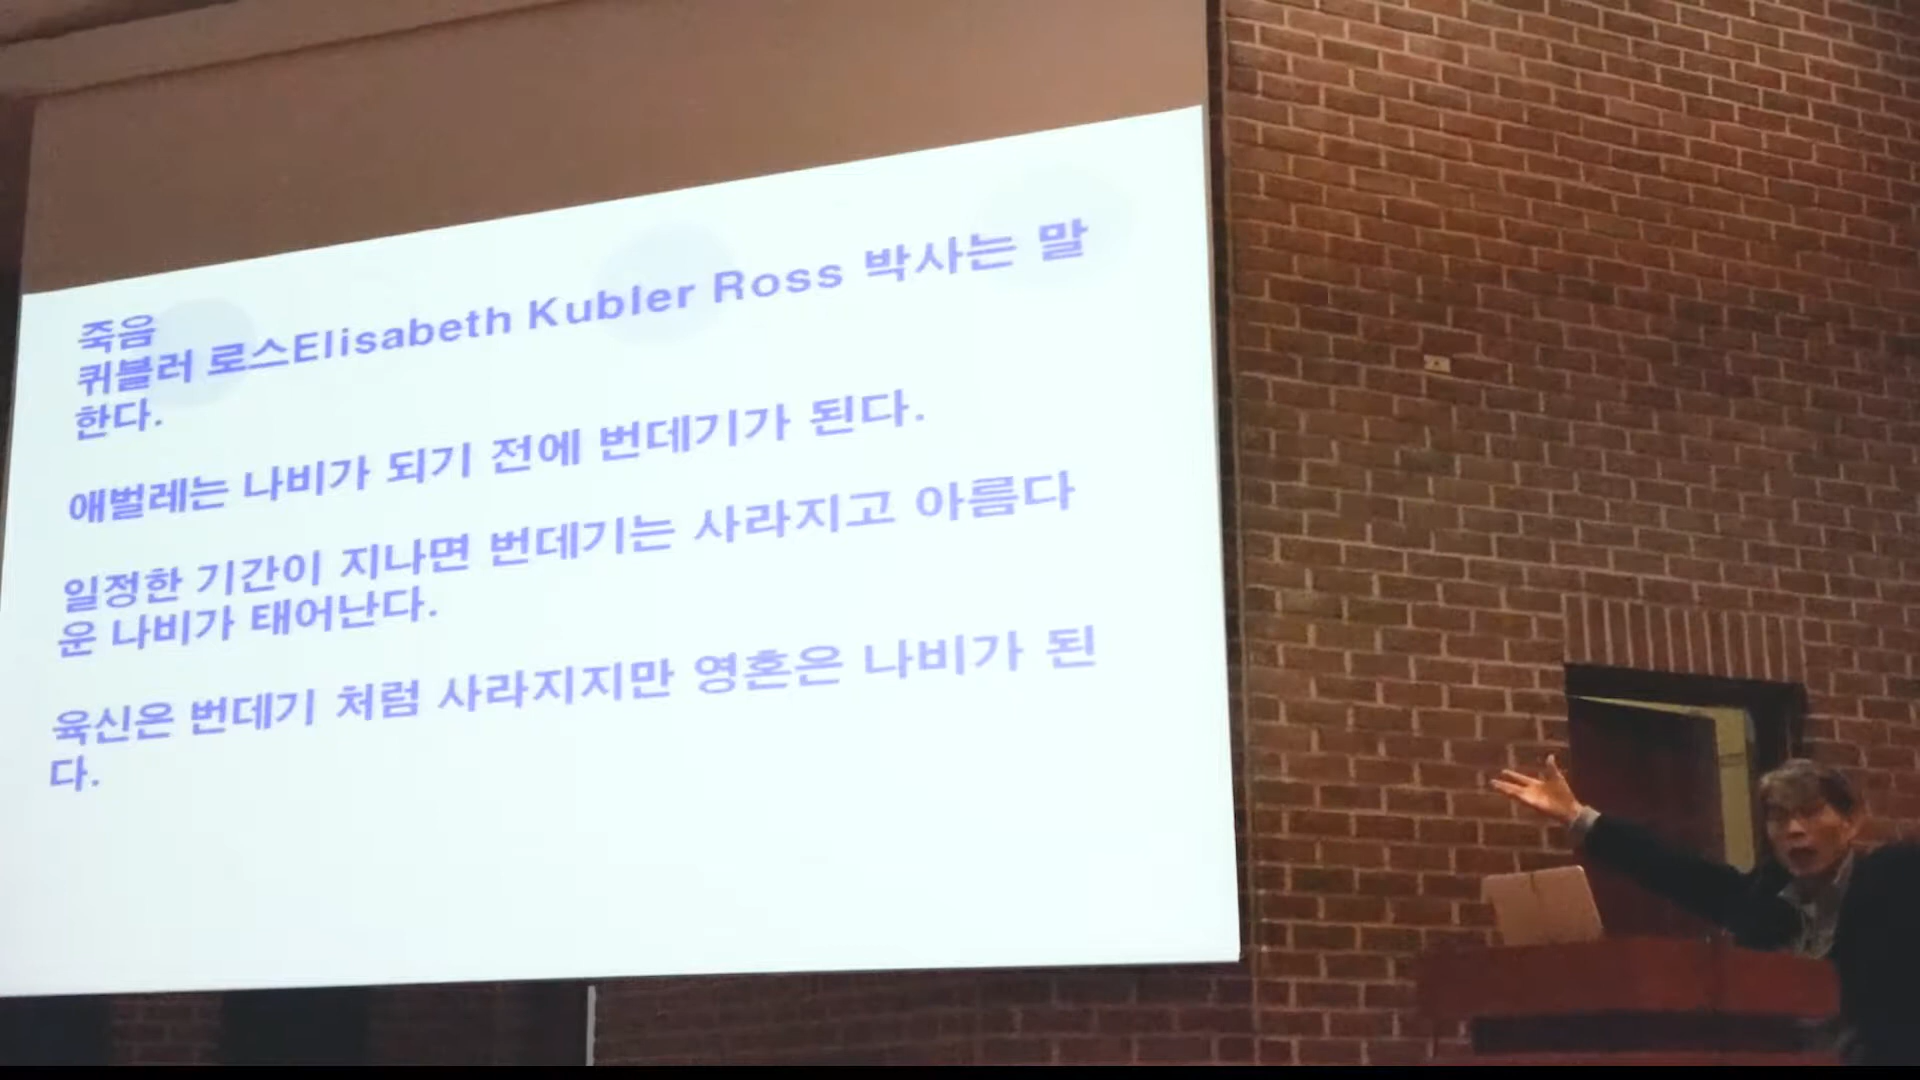 죽음
퀴블러 로스Elisabeth Kubler Ross 박사는 말
한다.
애벌레는 나비가 되기 전에 번데기가 된다.
일정한 기간이 지나면 번데기는 사라지고 아름다
운 나비가 태어난다.
육신은 번데기 처럼 사라지지만 영혼은 나비가 된
다.